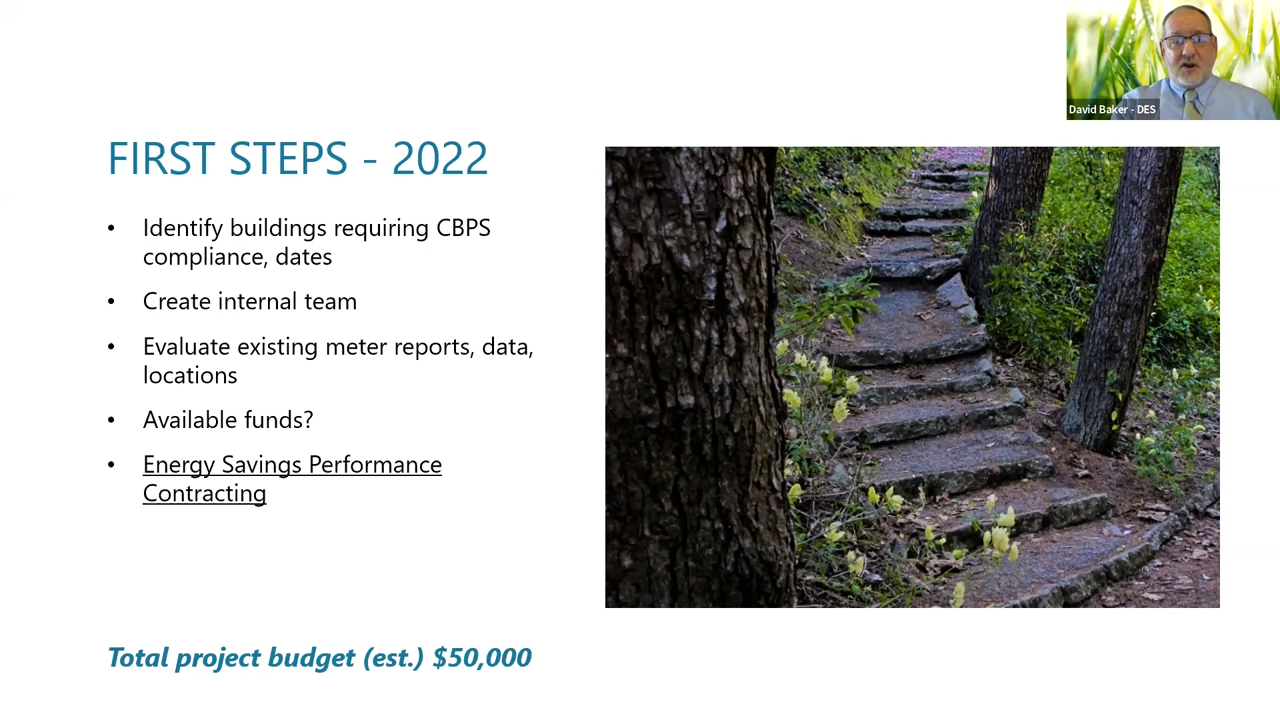 David Baker - DES
FIRST STEPS - 2022
• Identify buildings requiring CBPS
compliance, dates
• Create internal team
• Evaluate existing meter reports, data,
locations
• Available funds?
• Energy Savings Performance
Contracting
Total project budget (est.) $50,000